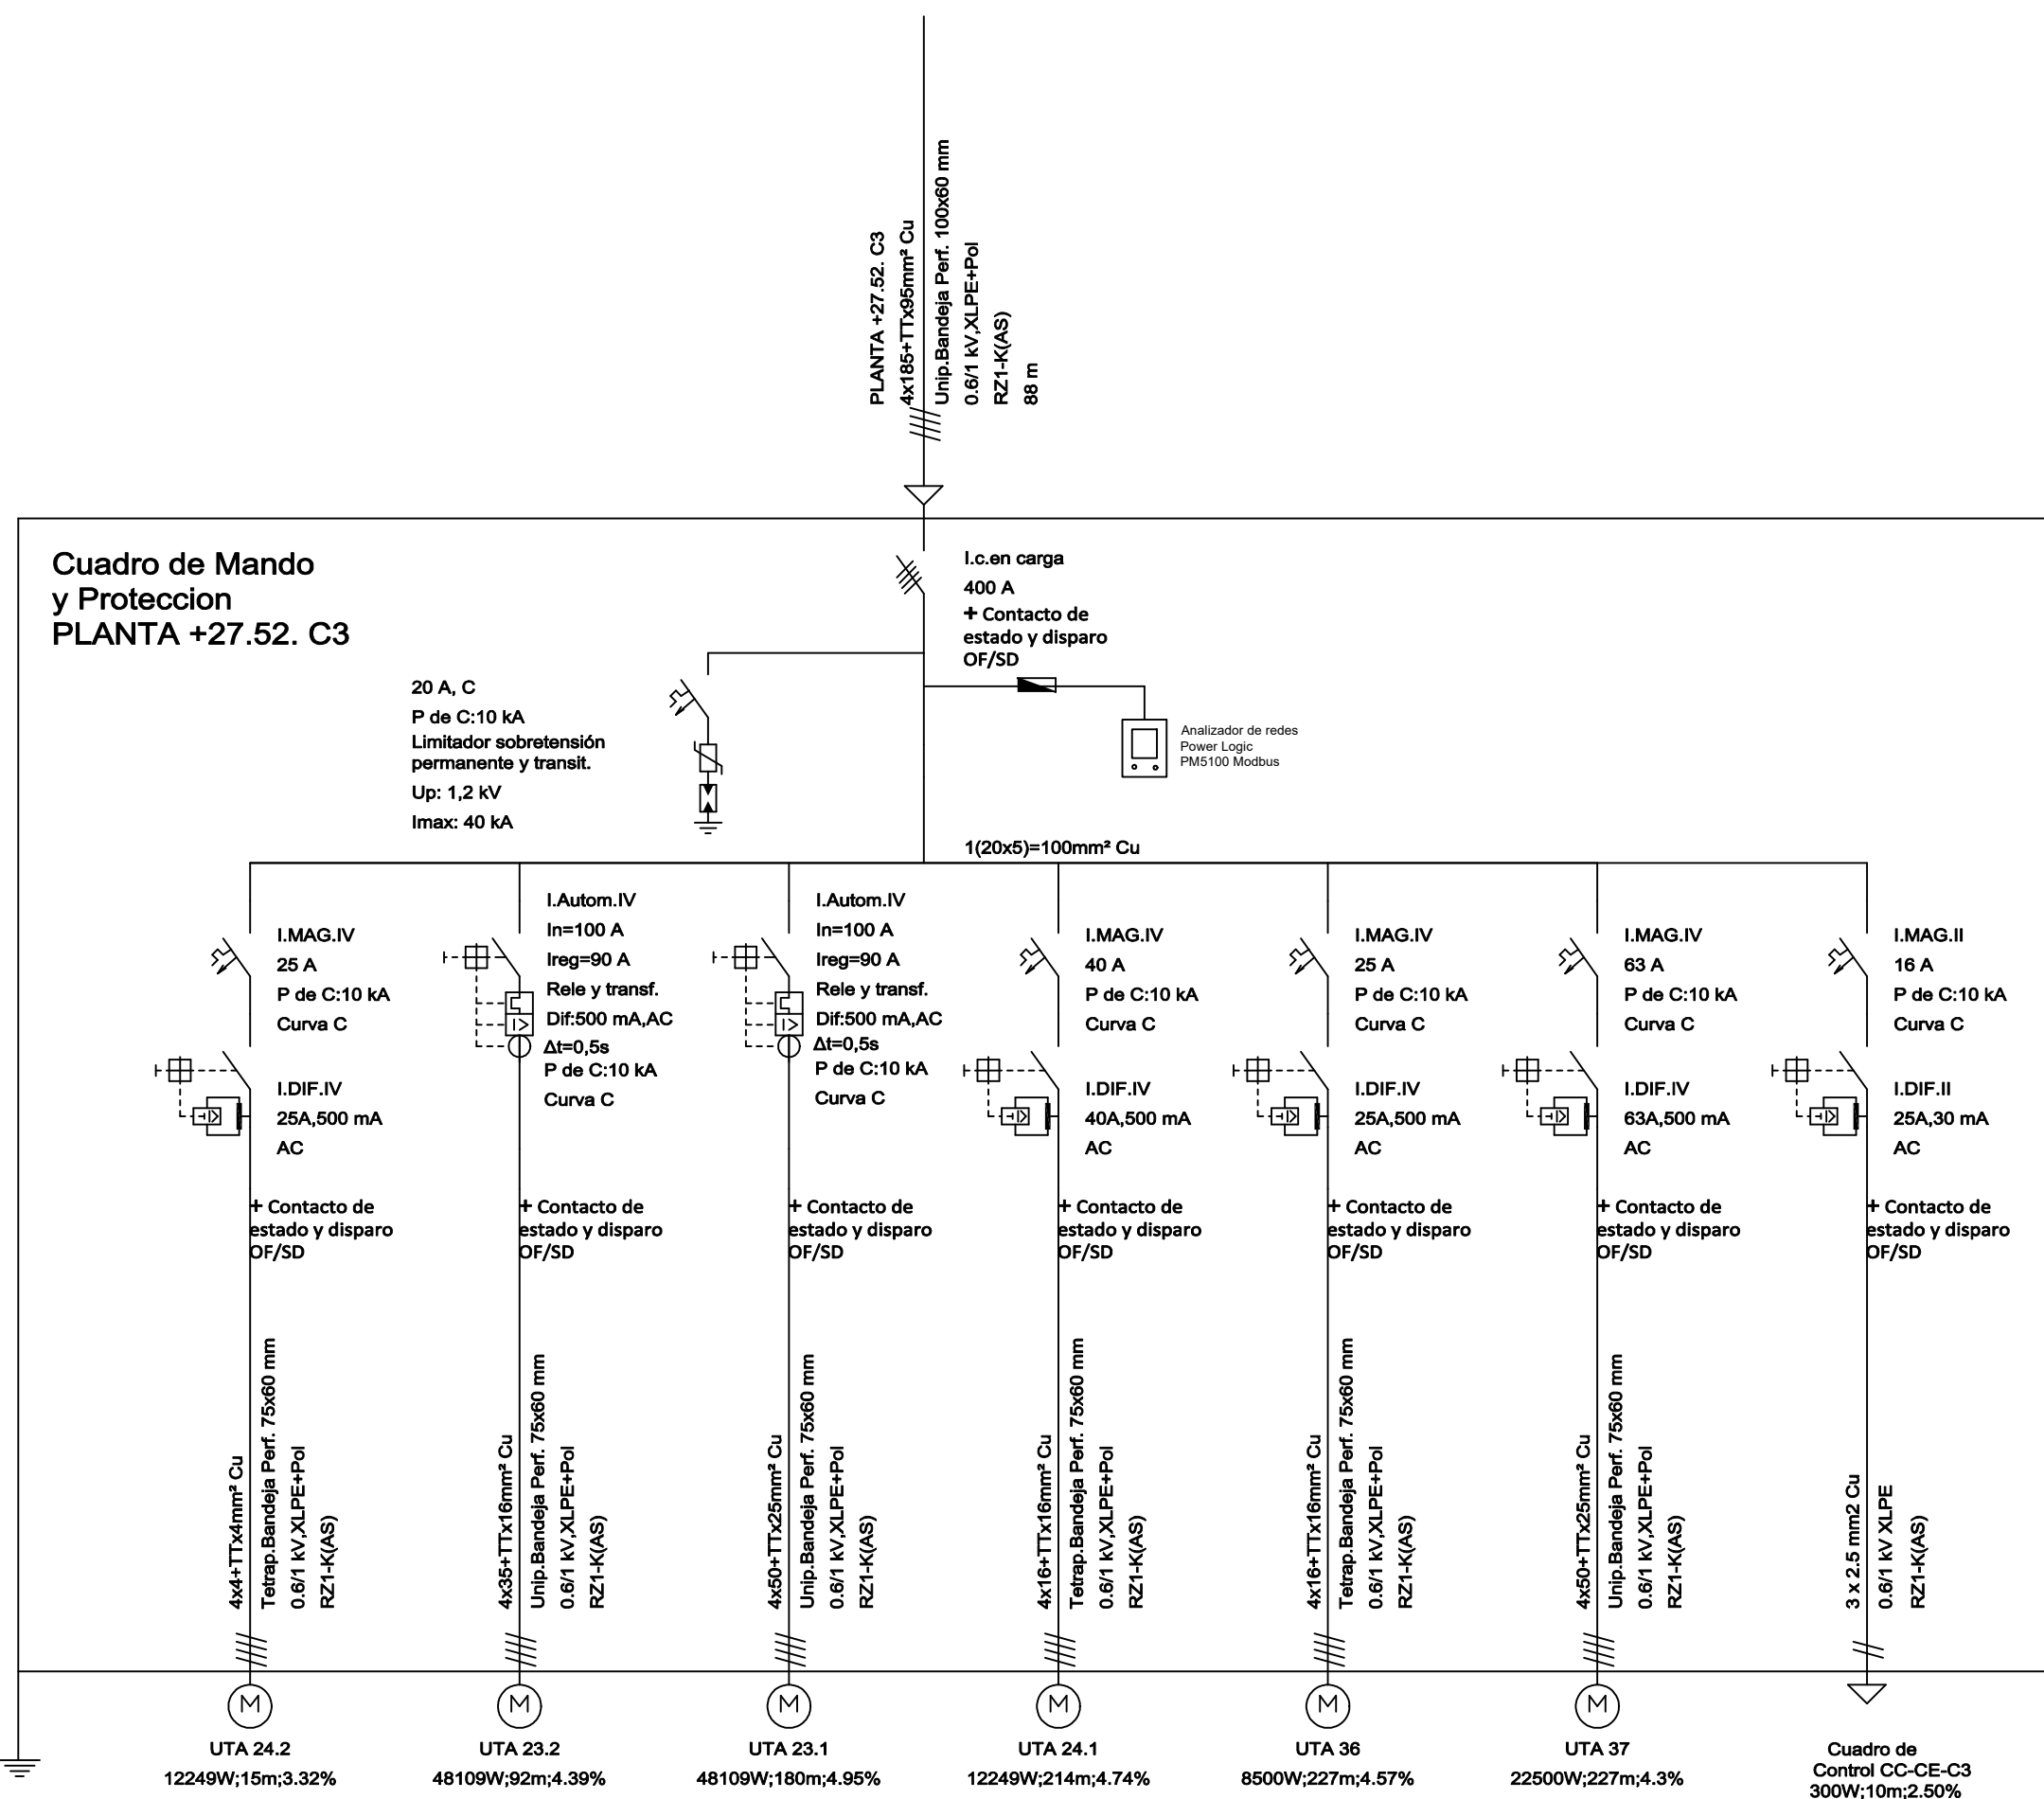 PLANTA +27.52. C3
4x185+TTx95mm² Cu
Unip.Bandeja Perf. 100x60 mm
0.6/1 kV,XLPE+Pol
RZ1-K(AS)
88 m
Cuadro de Mando
y Proteccion
PLANTA +27.52. C3
I.c.en carga
400 A
+ Contacto de
estado y disparo
OF/SD
20 A, C
P de C:10 kA
Limitador sobretensión
permanente y transit.
Up: 1,2 kV
Imax: 40 kA
Analizador de redes
Power Logic
PM5100 Modbus
1(20x5)=100mm² Cu
I.MAG.IV
25 A
P de C:10 kA
Curva C
I.DIF.IV
25A,500 mA
AC
+ Contacto de
estado y disparo
OF/SD
4x4+TTx4mm² Cu
Tetrap.Bandeja Perf. 75x60 mm
0.6/1 kV,XLPE+Pol
RZ1-K(AS)
M
UTA 24.2
12249W;15m;3.32%
I.Autom.IV
In=100 A
Ireg=90 A
Rele y transf.
Dif:500 mA,AC
Δt=0,5s
P de C:10 kA
Curva C
+ Contacto de
estado y disparo
OF/SD
4x35+TTx16mm² Cu
Unip.Bandeja Perf. 75x60 mm
0.6/1 kV,XLPE+Pol
RZ1-K(AS)
M
UTA 23.2
48109W;92m;4.39%
I.Autom.IV
In=100 A
Ireg=90 A
Rele y transf.
Dif:500 mA,AC
Δt=0,5s
P de C:10 kA
Curva C
+ Contacto de
estado y disparo
OF/SD
4x50+TTx25mm² Cu
Unip.Bandeja Perf. 75x60 mm
0.6/1 kV,XLPE+Pol
RZ1-K(AS)
M
UTA 23.1
48109W;180m;4.95%
I.MAG.IV
40 A
P de C:10 kA
Curva C
I.DIF.IV
40A,500 mA
AC
+ Contacto de
estado y disparo
OF/SD
4x16+TTx16mm² Cu
Tetrap.Bandeja Perf. 75x60 mm
0.6/1 kV,XLPE+Pol
RZ1-K(AS)
M
UTA 24.1
12249W;214m;4.74%
I.MAG.IV
25 A
P de C:10 kA
Curva C
I.DIF.IV
25A,500 mA
AC
+ Contacto de
estado y disparo
OF/SD
4x16+TTx16mm² Cu
Tetrap.Bandeja Perf. 75x60 mm
0.6/1 kV,XLPE+Pol
RZ1-K(AS)
M
UTA 36
8500W;227m;4.57%
I.MAG.IV
63 A
P de C:10 kA
Curva C
I.DIF.IV
63A,500 mA
AC
+ Contacto de
estado y disparo
OF/SD
4x50+TTx25mm² Cu
Unip.Bandeja Perf. 75x60 mm
0.6/1 kV,XLPE+Pol
RZ1-K(AS)
M
UTA 37
22500W;227m;4.3%
I.MAG.II
16 A
P de C:10 kA
Curva C
I.DIF.II
25A,30 mA
AC
+ Contacto de
estado y disparo
OF/SD
3 x 2.5 mm2 Cu
0.6/1 kV XLPE
RZ1-K(AS)
Cuadro de
Control CC-CE-C3
300W;10m;2.50%